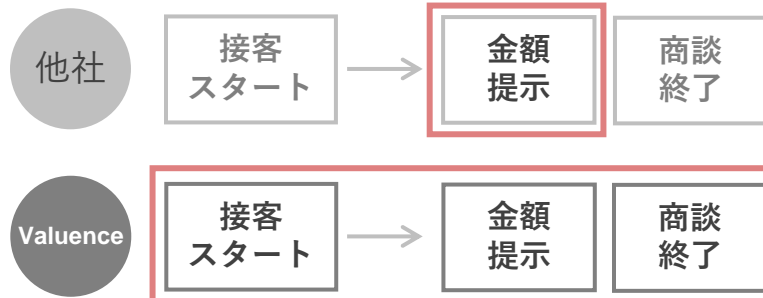 他社
接客
スタート
金額
提示
商談
終了
Valuence
接客
スタート
金額
提示
商談
終了